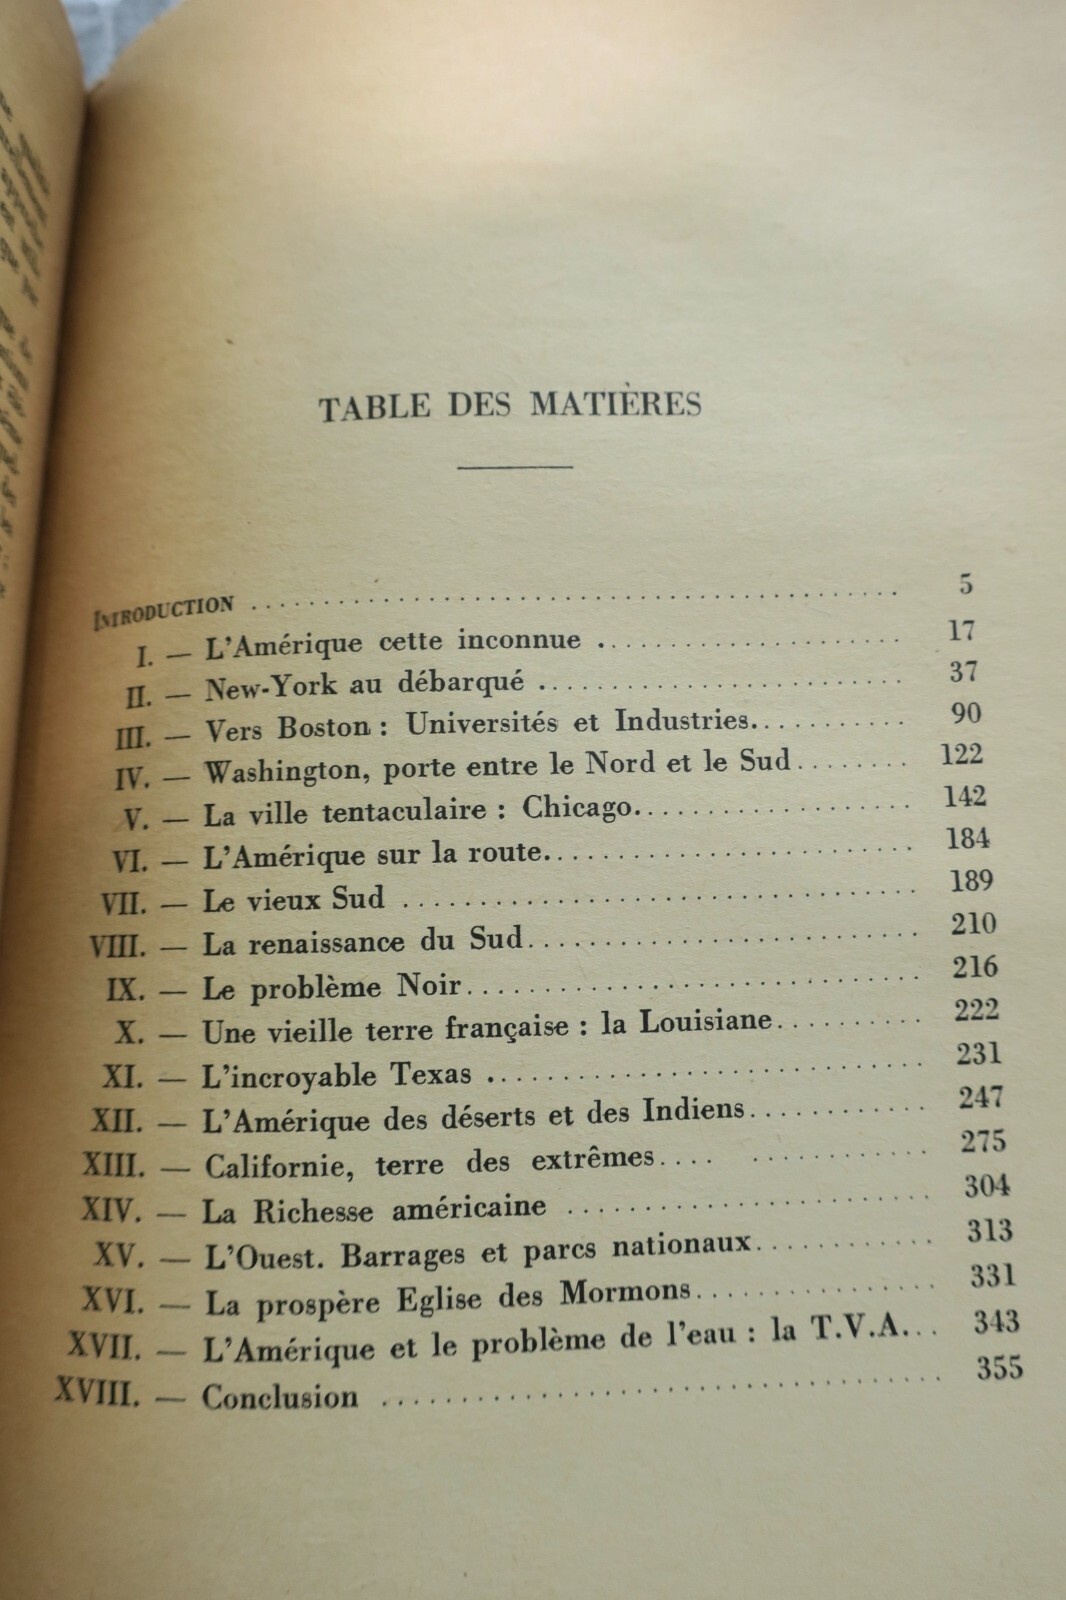 TABLE DES MATIÈRES
INTRODUCTION .......... 5
I. — L'Amérique cette inconnue .......... 17
II. — New-York au débarqué .......... 37
III. — Vers Boston : Universités et Industries .......... 90
IV. — Washington, porte entre le Nord et le Sud .......... 122
V. — La ville tentaculaire : Chicago .......... 142
VI. — L'Amérique sur la route .......... 184
VII. — Le vieux Sud .......... 189
VIII. — La renaissance du Sud .......... 210
IX. — Le problème Noir .......... 216
X. — Une vieille terre française : la Louisiane .......... 222
XI. — L'incroyable Texas .......... 231
XII. — L'Amérique des déserts et des Indiens .......... 247
XIII. — Californie, terre des extrêmes .......... 275
XIV. — La Richesse américaine .......... 304
XV. — L'Ouest. Barrages et parcs nationaux .......... 313
XVI. — La prospère Eglise des Mormons .......... 331
XVII. — L'Amérique et le problème de l'eau : la T.V.A. .. 343
XVIII. — Conclusion .......... 355